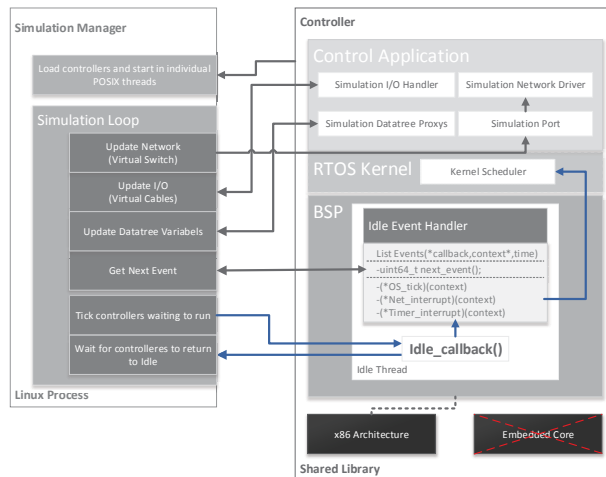 Simulation Manager
Load controllers and start in individual
POSIX threads
Simulation Loop
Update Network
(Virtual Switch)
Update I/O
(Virtual Cables)
Update Datatree Variabels
Get Next Event
Tick controllers waiting to run
Wait for controlleres to return
to Idle
Linux Process
Controller
Control Application
Simulation I/O Handler
Simulation Network Driver
Simulation Datatree Proxys
Simulation Port
RTOS Kernel
Kernel Scheduler
BSP
Idle Event Handler
List Events(*callback,context*,time)
-uint64_t next_event();
-(*OS_tick)(context)
-(*Net_interrupt)(context)
-(*Timer_interrupt)(context)
Idle_callback()
Idle Thread
x86 Architecture
Embedded Core
Shared Library